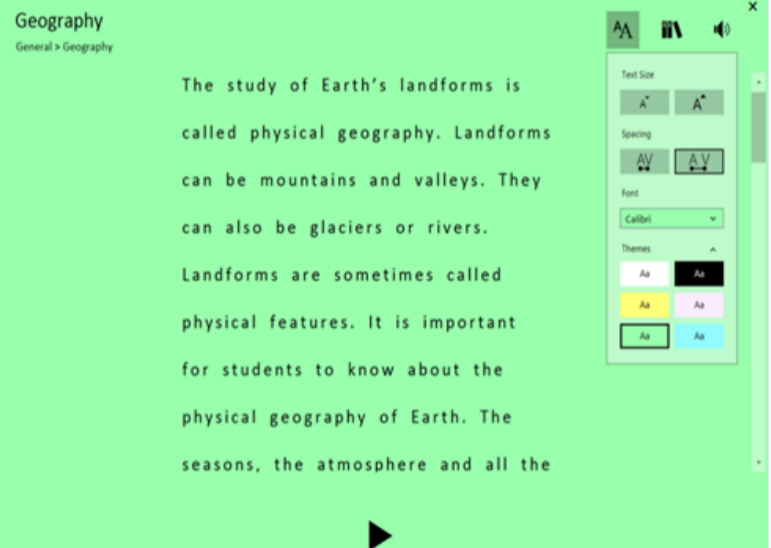 Geography
General > Geography
The study of Earth's landforms is
called physical geography. Landforms
can be mountains and valleys. They
can also be glaciers or rivers.
Landforms are sometimes called
physical features. It is important
for students to know about the
physical geography of Earth. The
seasons, the atmosphere and all the
AA
Text Size
A A
Spacing
AV AV
Font
Calibri
Themes
Aa Aa
Aa Aa
Aa Aa